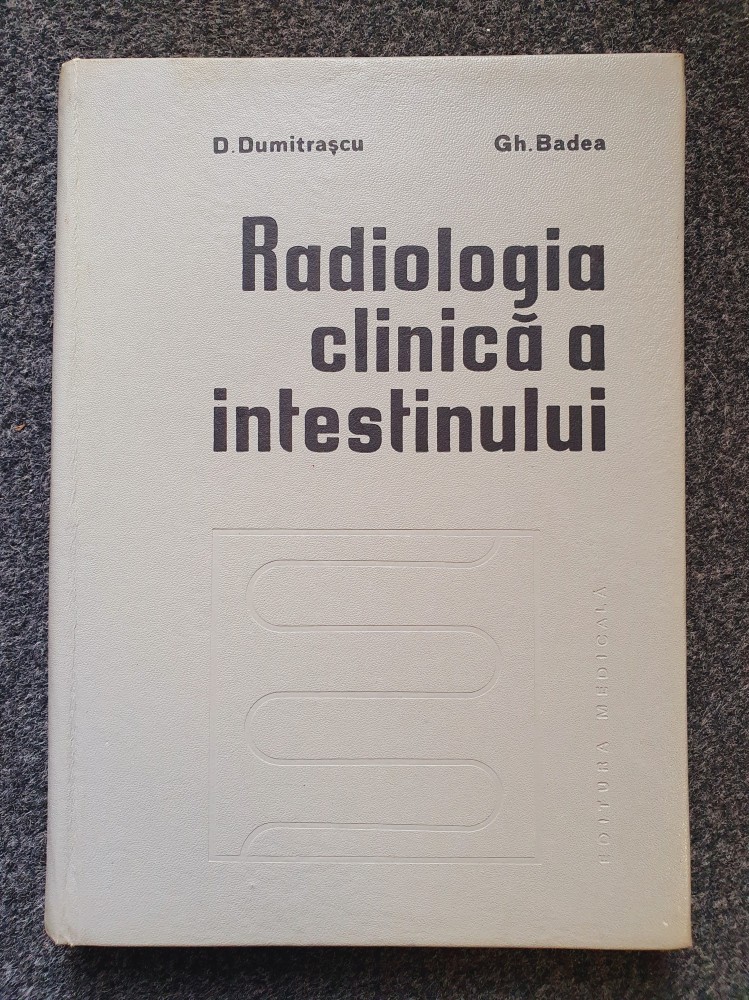 D. Dumitrașcu
Gh. Badea
Radiologia
clinică a
intestinului
EDITURA MEDICALĂ